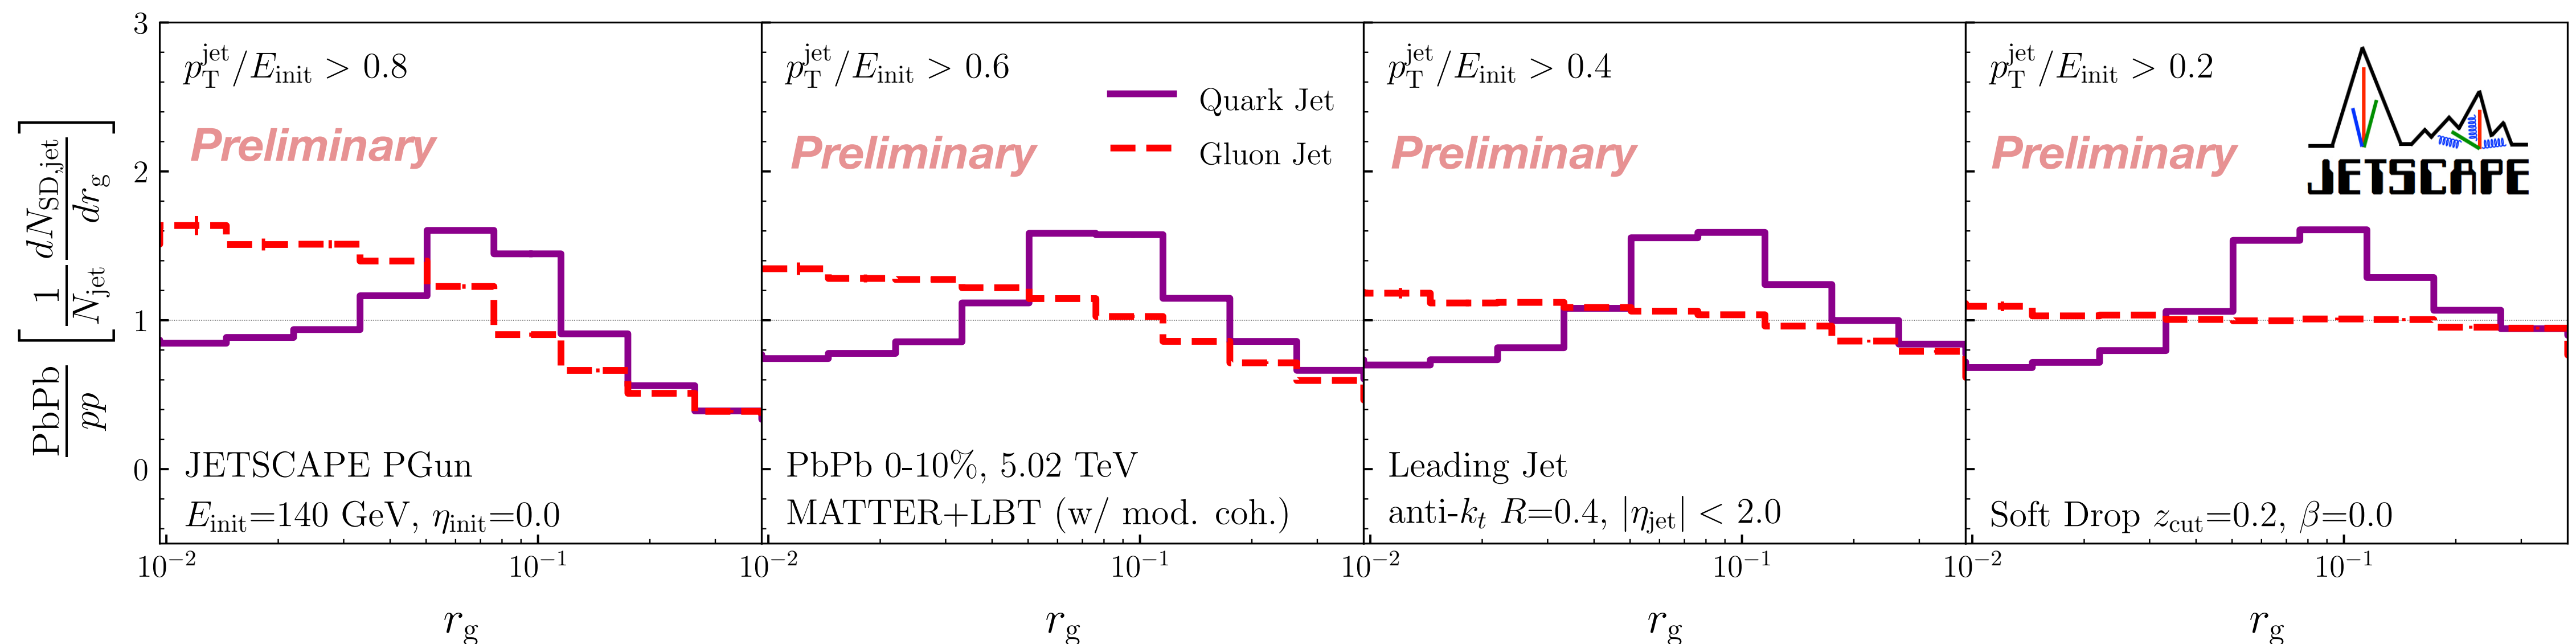 PbPb/pp [1/N_jet dN_SD,jet/dr_g]
3
2
1
0
p_T^jet/E_init > 0.8
Preliminary
JETSCAPE PGun
E_init=140 GeV, η_init=0.0
10^-2
10^-1
r_g
p_T^jet/E_init > 0.6
Quark Jet
Gluon Jet
Preliminary
PbPb 0-10%, 5.02 TeV
MATTER+LBT (w/ mod. coh.)
10^-2
10^-1
r_g
p_T^jet/E_init > 0.4
Preliminary
Leading Jet
anti-k_t R=0.4, |η_jet| < 2.0
10^-2
10^-1
r_g
p_T^jet/E_init > 0.2
JETSCAPE
Preliminary
Soft Drop z_cut=0.2, β=0.0
10^-2
10^-1
r_g